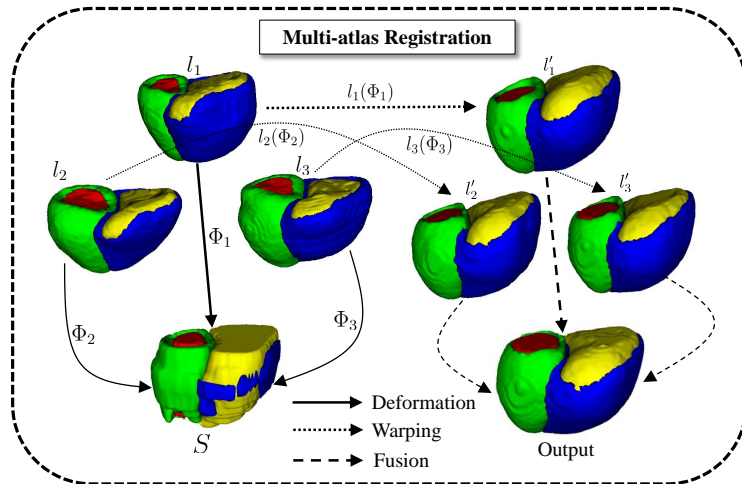 Multi-atlas Registration
l₁
l′₁
l₁(Φ₁)
l₂(Φ₂)
l₃(Φ₃)
l₂
l₃
l′₂
l′₃
Φ₁
Φ₂
Φ₃
S
Deformation
Warping
Fusion
Output